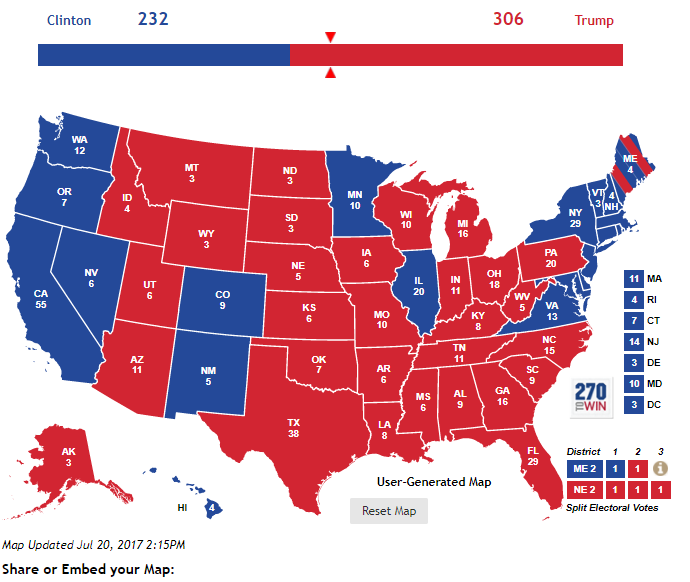 Clinton 232 306 Trump
WA
12
OR
7
CA
55
NV
6
ID
4
MT
3
WY
3
UT
6
AZ
11
CO
9
NM
5
ND
3
SD
3
NE
5
KS
6
OK
7
TX
38
MN
10
IA
6
MO
10
AR
6
LA
8
WI
10
IL
20
MI
16
IN
11
OH
18
KY
8
TN
11
MS
6
AL
9
GA
16
FL
29
SC
9
NC
15
VA
13
WV
5
PA
20
NY
29
VT
3
4
NH
ME
4
AK
3
HI
4
11 MA
4 RI
7 CT
14 NJ
3 DE
10 MD
3 DC
270
TO
WIN
District 1 2 3
ME 2 1 1 i
NE 2 1 1 1
Split Electoral Votes
User-Generated Map
Reset Map
Map Updated Jul 20, 2017 2:15PM
Share or Embed your Map: